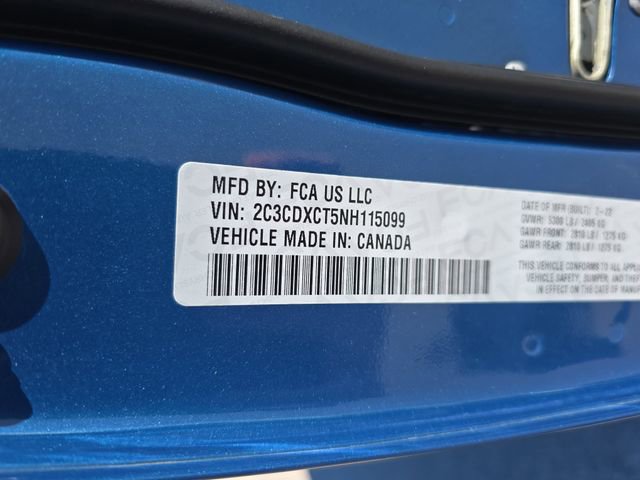 MFD BY: FCA US LLC
VIN: 2C3CDXCT5NH115099
VEHICLE MADE IN: CANADA
DATE OF MFR (BUILT): 2-22
GVWR: 5300 LB / 2405 KG
GAWR FRONT: 2810 LB / 1275 KG
GAWR REAR: 2810 LB / 1275 KG
THIS VEHICLE CONFORMS TO ALL APPL
VEHICLE SAFETY, BUMPER, AND THEF
IN EFFECT ON THE DATE OF MANUF